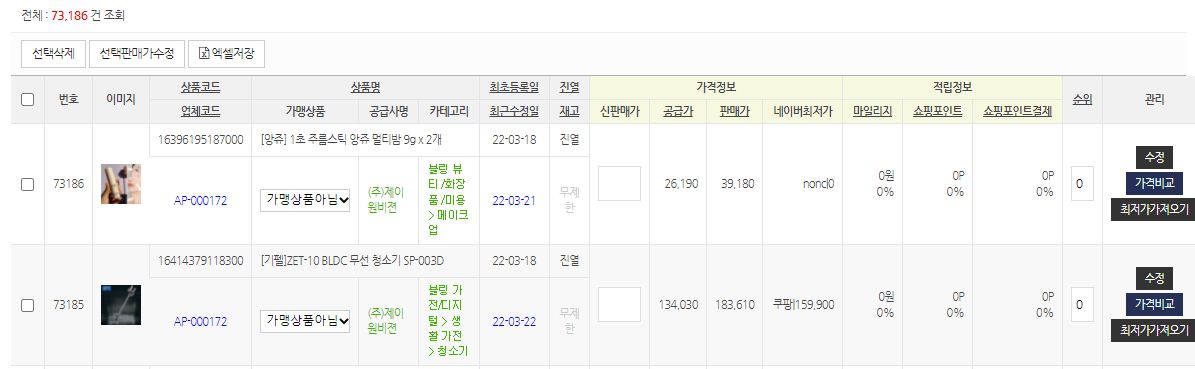 전체 : 73,186 건 조회
선택삭제 선택판매가수정 엑셀저장
번호 이미지 상품코드 상품명 최초등록일 진열 가격정보 적립정보 순위 관리
업체코드 가맹상품 공급사명 카테고리 최근수정일 재고 신판매가 공급가 판매가 네이버최저가 마일리지 쇼핑포인트 쇼핑포인트결제
16396195187000 [앙쥬] 1초 주름스틱 앙쥬 멀티밤 9g x 2개 22-03-18 진열
73186
AP-000172
가맹상품아님
(주)제이
원비젼
블링 뷰
티 /화장
품 /미용
> 메이크
업
22-03-21
무제
한
26,190
39,180
nonc|0
0원
0%
0P
0%
0P
0%
0
수정
가격비교
최저가가져오기
16414379118300 [기펠]ZET-10 BLDC 무선 청소기 SP-003D 22-03-18 진열
73185
AP-000172
가맹상품아님
(주)제이
원비젼
블링 가
전/디지
털 > 생
활 가전
> 청소기
22-03-22
무제
한
134,030
183,610
쿠팡|159,900
0원
0%
0P
0%
0P
0%
0
수정
가격비교
최저가가져오기